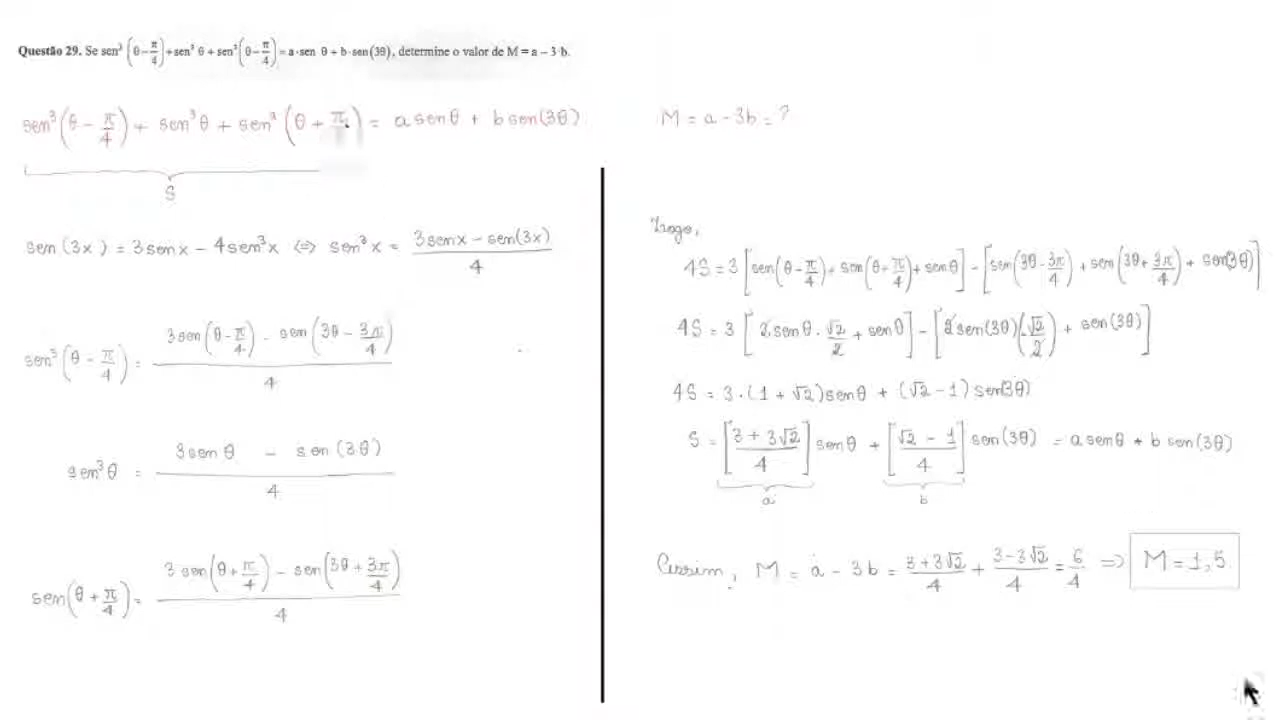 Questão 29. Se sen³(θ−π/4)+sen³ θ+sen³(θ−π/4)=a·sen θ+b·sen(3θ), determine o valor de M=a−3·b.
sen³(θ − π/4) + sen³θ + sen³(θ + π/4) = a senθ + b sen(3θ)
M = a − 3b = ?
S
sen(3x) = 3senx − 4sen³x ⇔ sen³x = (3senx − sen(3x))/4
sen³(θ − π/4) = (3sen(θ−π/4) − sen(3θ − 3π/4))/4
sen³θ = (3senθ − sen(3θ))/4
sen(θ + π/4) = (3sen(θ+π/4) − sen(3θ + 3π/4))/4
Logo,
4S = 3[sen(θ−π/4) + sen(θ+π/4) + senθ] − [sen(3θ−3π/4) + sen(3θ+3π/4) + sen(3θ)]
4S = 3[2senθ·√2/2 + senθ] − [2sen(3θ)(−√2/2) + sen(3θ)]
4S = 3·(1 + √2)senθ + (√2−1)sen(3θ)
S = [(3 + 3√2)/4] senθ + [(√2 − 1)/4] sen(3θ) = a senθ + b sen(3θ)
a b
Assim, M = a − 3b = (3+3√2)/4 + (3−3√2)/4 = 6/4 ⇒ M = 1,5.